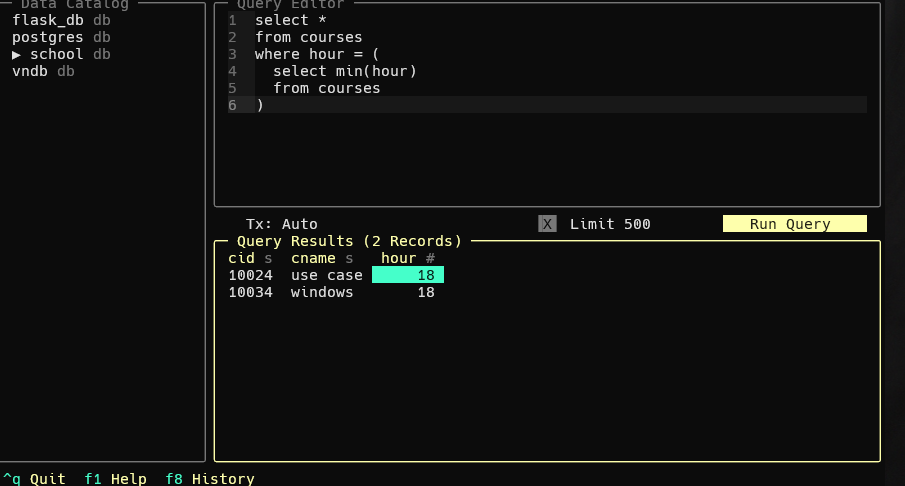 Data Catalog
flask_db db
postgres db
▶ school db
vndb db
Query Editor
1 select *
2 from courses
3 where hour = (
4   select min(hour)
5   from courses
6 )
Tx: Auto
X Limit 500
Run Query
Query Results (2 Records)
cid s cname s hour #
10024 use case 18
10034 windows 18
^q Quit f1 Help f8 History